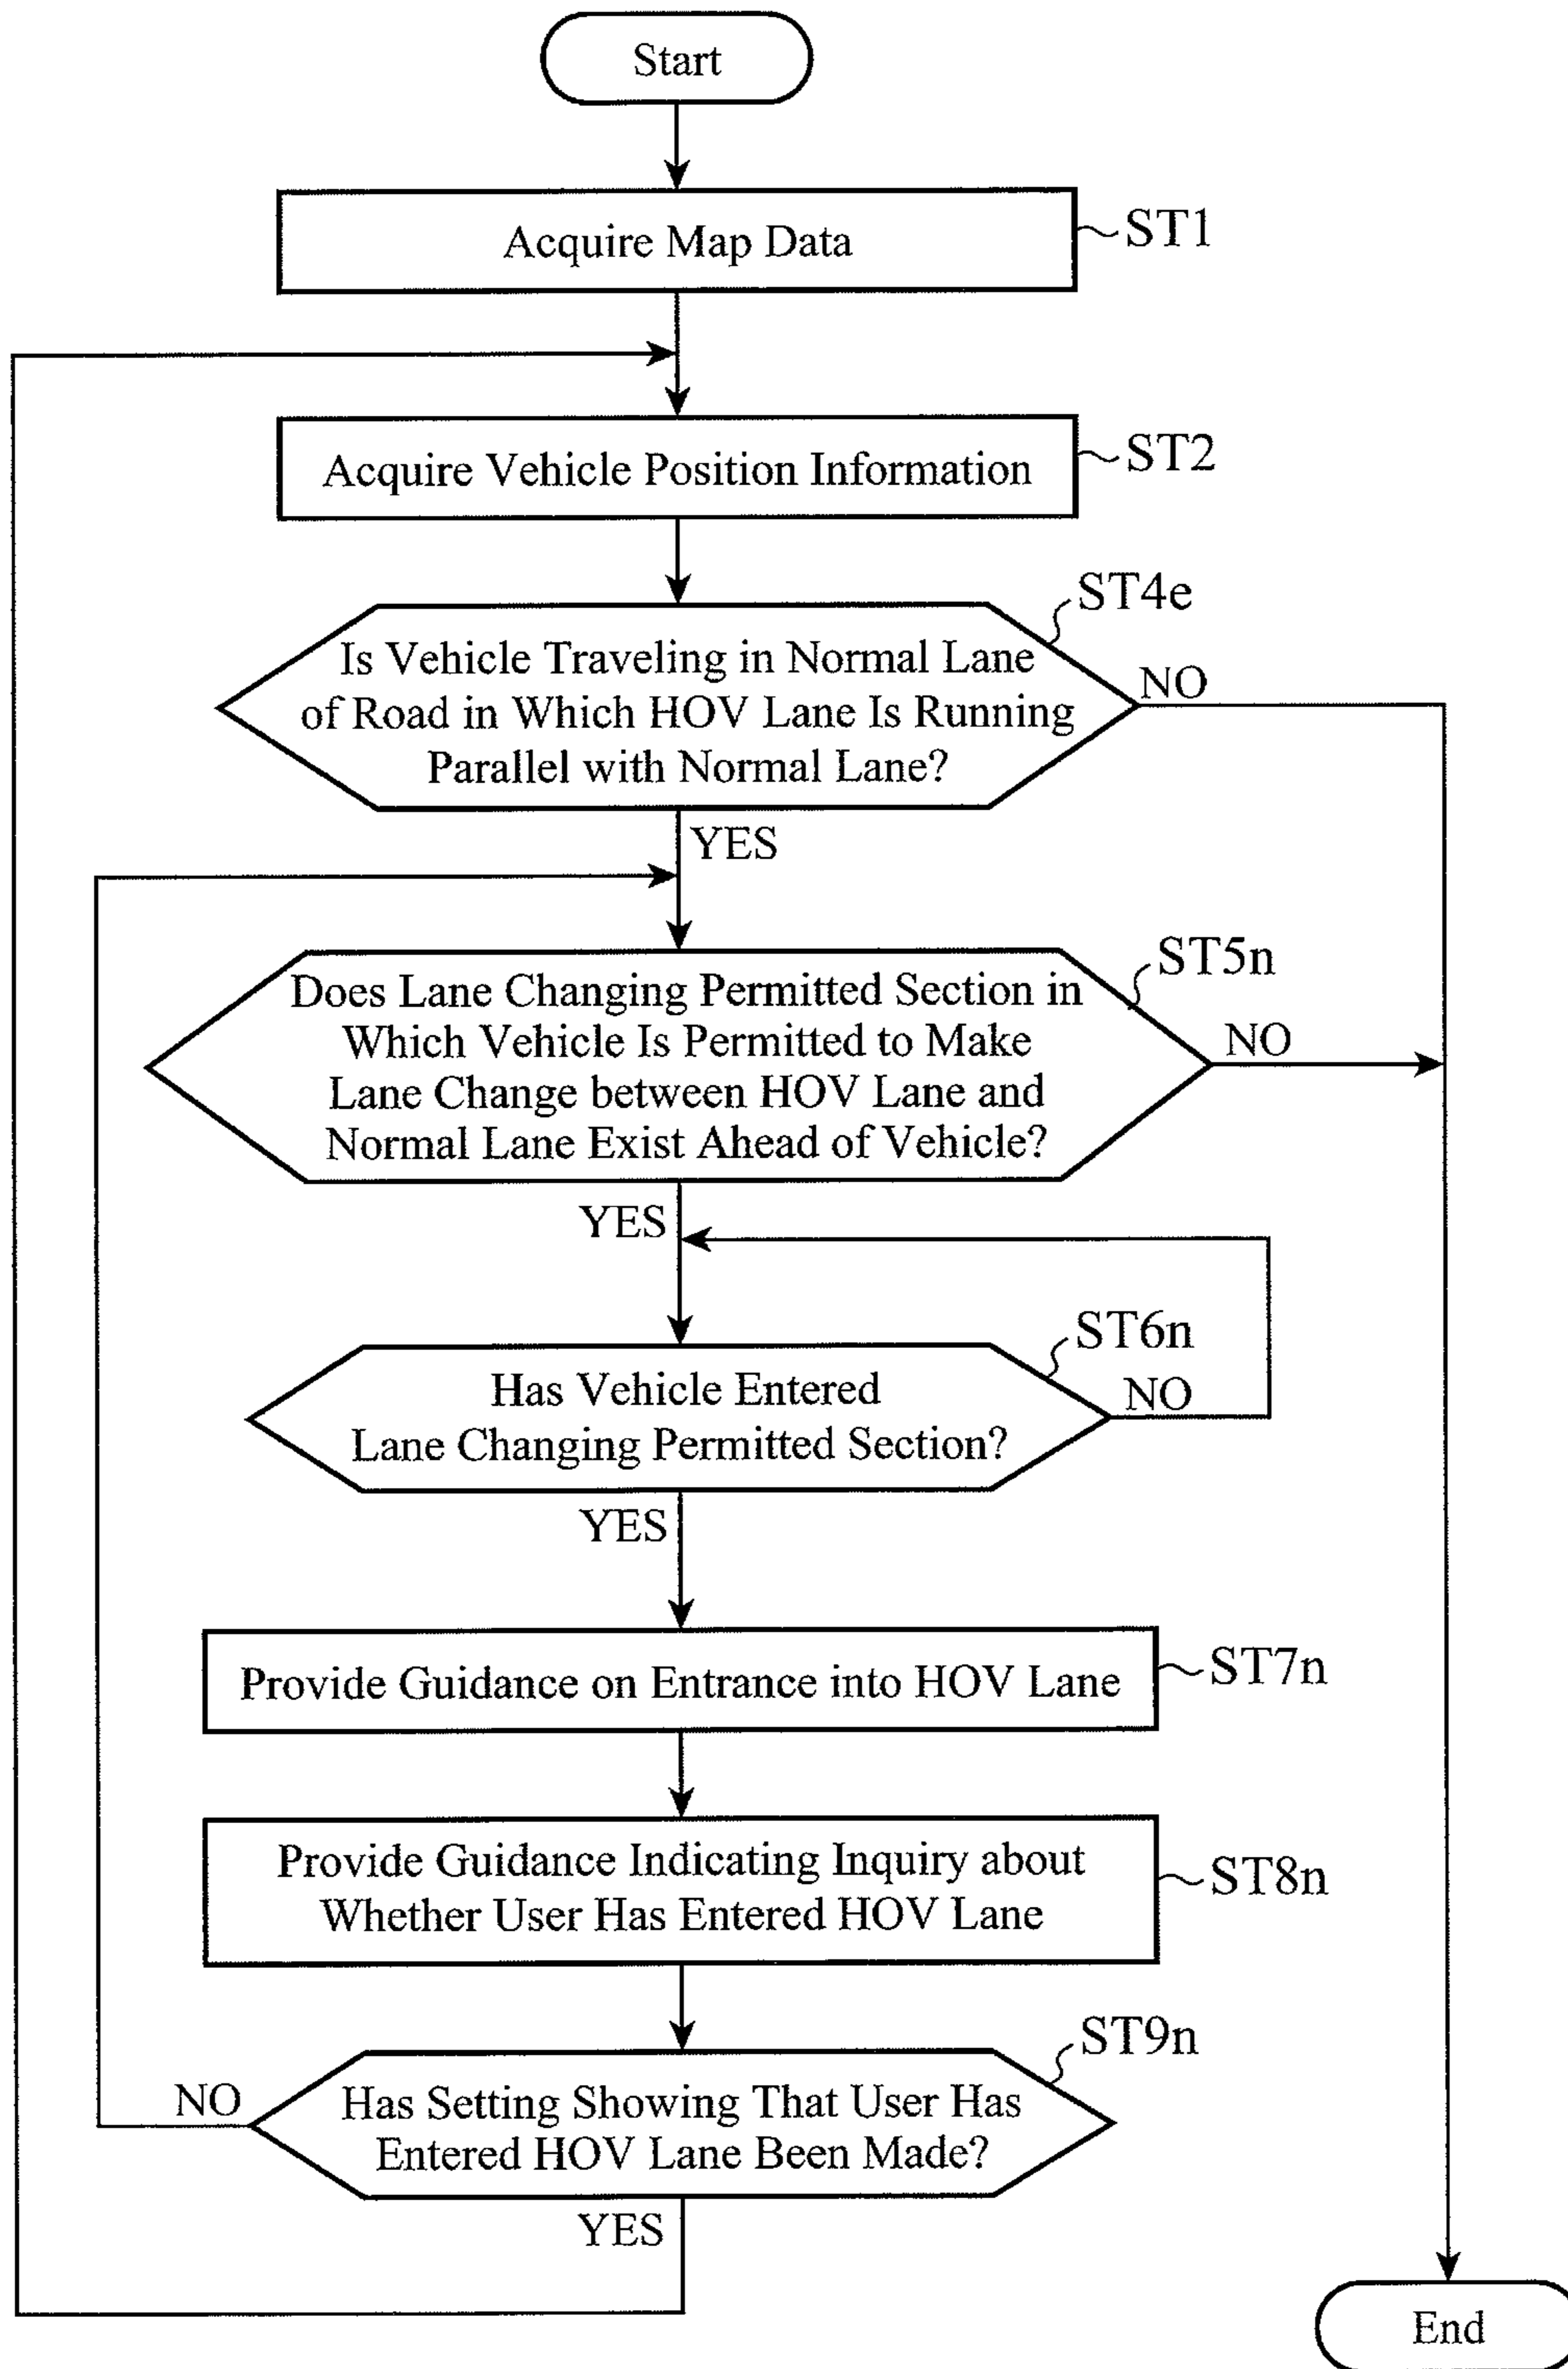 Start
Acquire Map Data
ST1
Acquire Vehicle Position Information
ST2
ST4e
Is Vehicle Traveling in Normal Lane
of Road in Which HOV Lane Is Running
Parallel with Normal Lane?
NO
YES
ST5n
Does Lane Changing Permitted Section in
Which Vehicle Is Permitted to Make
Lane Change between HOV Lane and
Normal Lane Exist Ahead of Vehicle?
NO
YES
ST6n
Has Vehicle Entered
Lane Changing Permitted Section?
NO
YES
Provide Guidance on Entrance into HOV Lane
ST7n
Provide Guidance Indicating Inquiry about
Whether User Has Entered HOV Lane
ST8n
ST9n
NO
Has Setting Showing That User Has
Entered HOV Lane Been Made?
YES
End